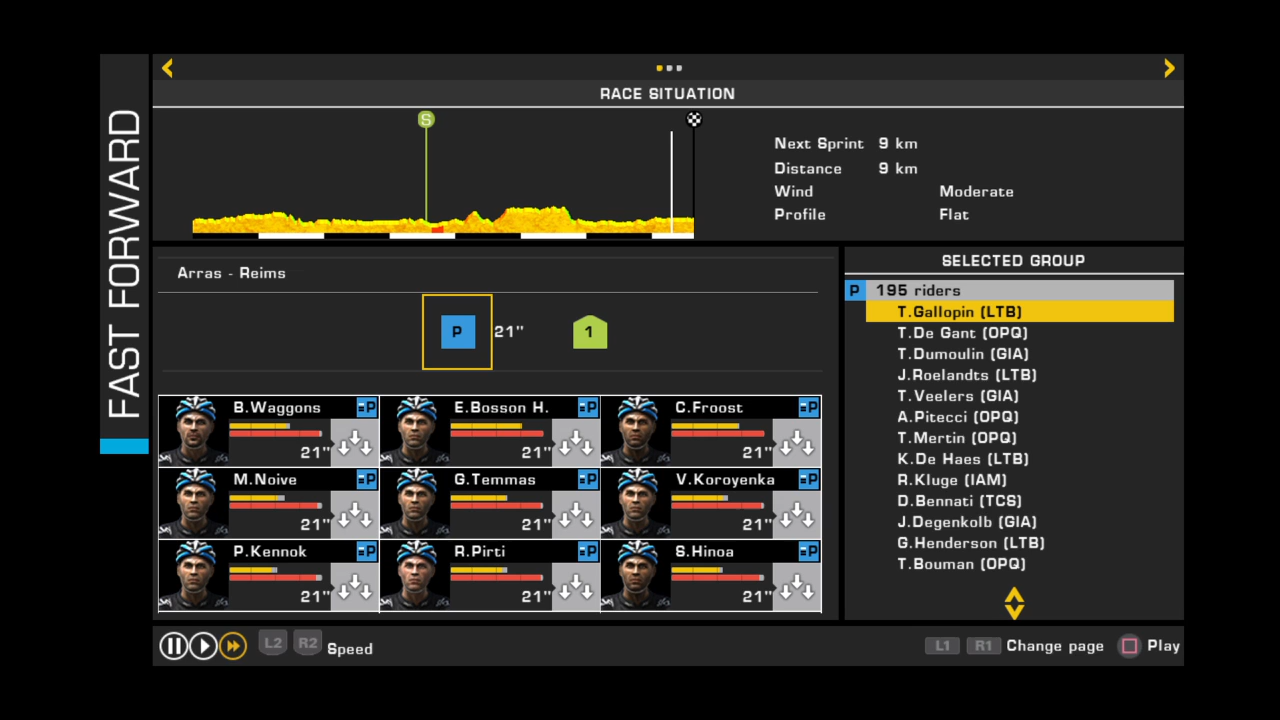 FAST FORWARD
RACE SITUATION
S
Next Sprint 9 km
Distance 9 km
Wind Moderate
Profile Flat
Arras - Reims
P 21" 1
B.Waggons P 21"
E.Bosson H. P 21"
C.Froost P 21"
M.Noive P 21"
G.Temmas P 21"
V.Koroyenka P 21"
P.Kennok P 21"
R.Pirti P 21"
S.Hinoa P 21"
SELECTED GROUP
P 195 riders
T.Gallopin (LTB)
T.De Gant (OPQ)
T.Dumoulin (GIA)
J.Roelandts (LTB)
T.Veelers (GIA)
A.Pitecci (OPQ)
T.Mertin (OPQ)
K.De Haes (LTB)
R.Kluge (IAM)
D.Bennati (TCS)
J.Degenkolb (GIA)
G.Henderson (LTB)
T.Bouman (OPQ)
L2 R2 Speed
L1 R1 Change page Play